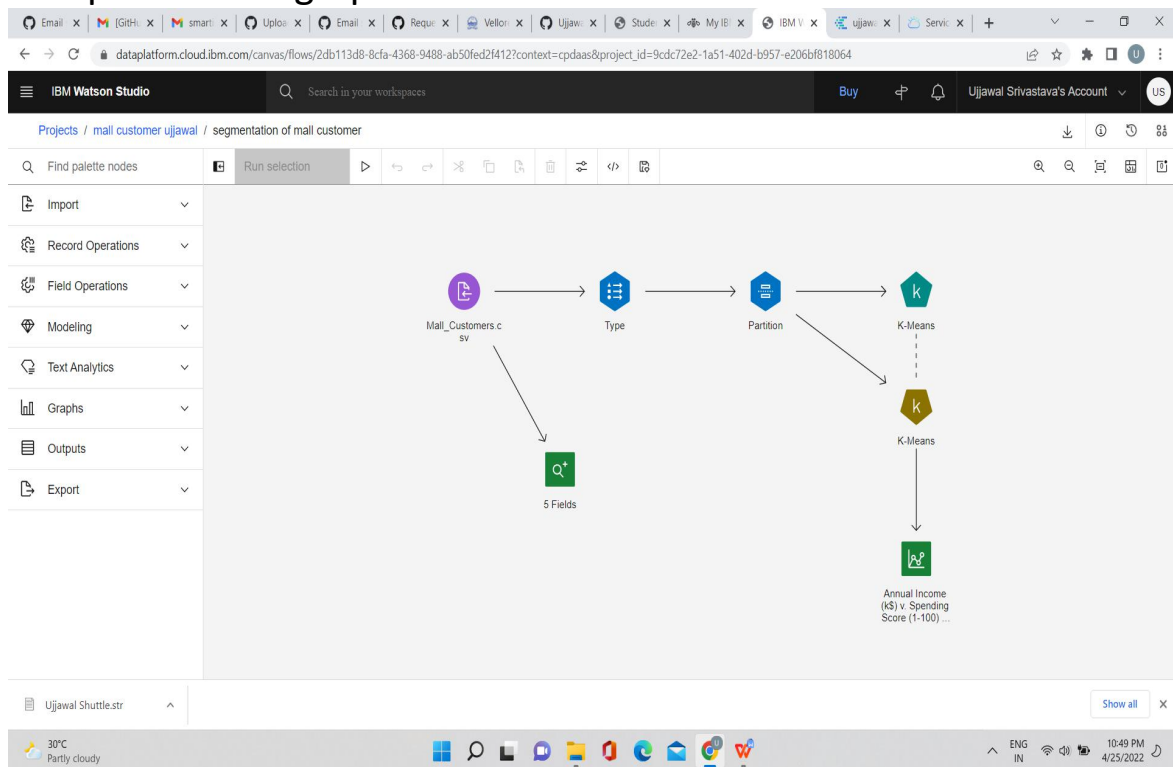 Email
M [GitHu
smarti
Uploa
Email
Reque
Vellor
Ujjawa
Studer
My IBI
IBM V
ujjawa
Servic
dataplatform.cloud.ibm.com/canvas/flows/2db113d8-8cfa-4368-9488-ab50fed2f412?context=cpdaas&project_id=9cdc72e2-1a51-402d-b957-e206bf818064
IBM Watson Studio
Search in your workspaces
Buy
Ujjawal Srivastava's Account
US
Projects / mall customer ujjawal / segmentation of mall customer
Find palette nodes
Run selection
Import
Record Operations
Field Operations
Modeling
Text Analytics
Graphs
Outputs
Export
Mall_Customers.c
sv
Type
Partition
k
K-Means
k
K-Means
5 Fields
Annual Income
(k$) v. Spending
Score (1-100) ...
Ujjawal Shuttle.str
Show all
30°C
Partly cloudy
ENG
IN
10:49 PM
4/25/2022